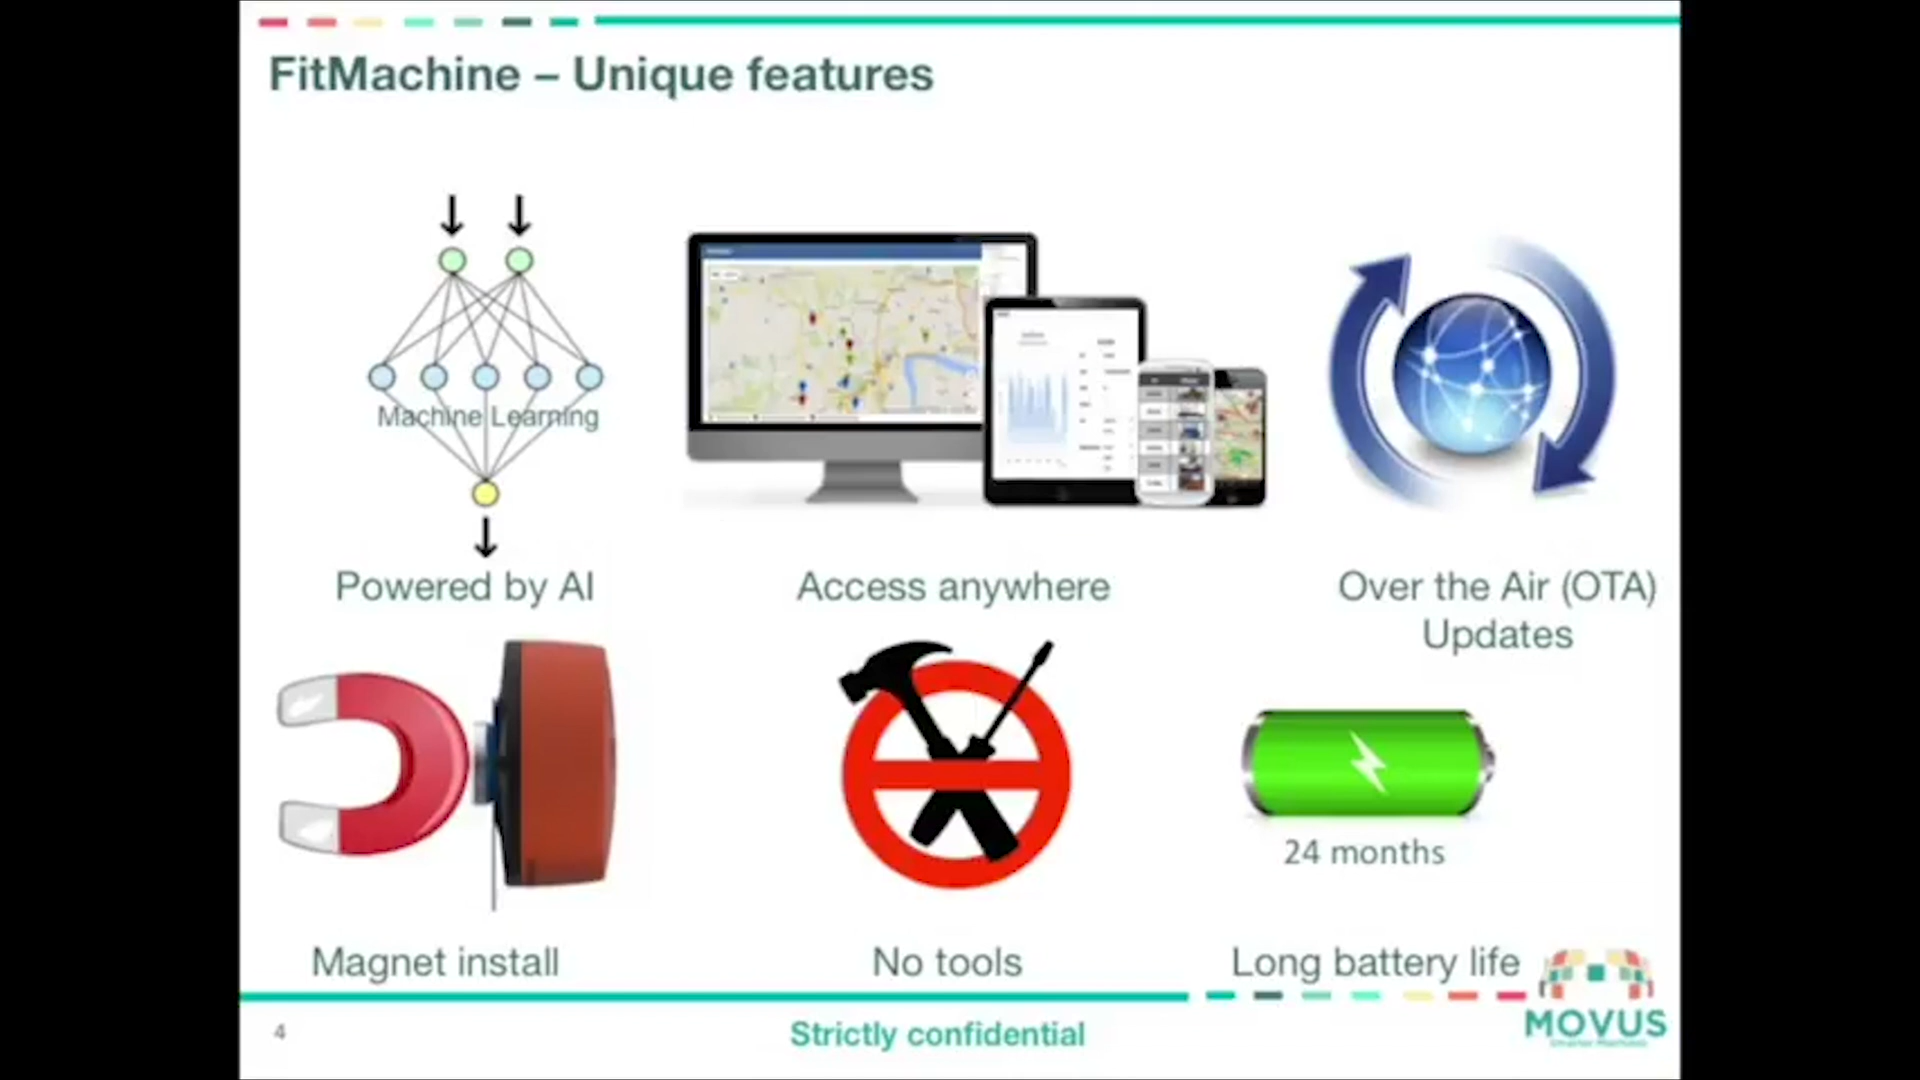 FitMachine – Unique features
Machine Learning
Powered by AI
Access anywhere
Over the Air (OTA)
Updates
24 months
Magnet install
No tools
Long battery life
4
Strictly confidential
MOVUS